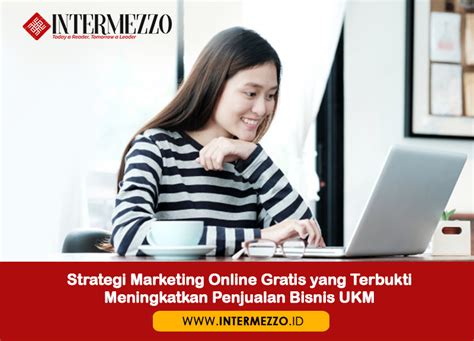 INTERMEZZO
Today a Reader, Tomorrow a Leader
Strategi Marketing Online Gratis yang Terbukti
Meningkatkan Penjualan Bisnis UKM
WWW.INTERMEZZO.ID